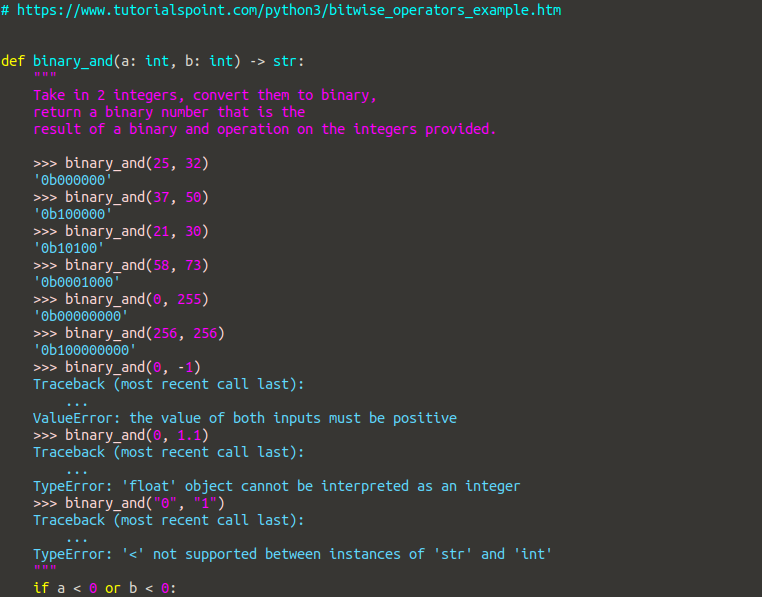 # https://www.tutorialspoint.com/python3/bitwise_operators_example.htm
def binary_and(a: int, b: int) -> str:
"""
Take in 2 integers, convert them to binary,
return a binary number that is the
result of a binary and operation on the integers provided.
>>> binary_and(25, 32)
'0b000000'
>>> binary_and(37, 50)
'0b100000'
>>> binary_and(21, 30)
'0b10100'
>>> binary_and(58, 73)
'0b0001000'
>>> binary_and(0, 255)
'0b00000000'
>>> binary_and(256, 256)
'0b100000000'
>>> binary_and(0, -1)
Traceback (most recent call last):
...
ValueError: the value of both inputs must be positive
>>> binary_and(0, 1.1)
Traceback (most recent call last):
...
TypeError: 'float' object cannot be interpreted as an integer
>>> binary_and("0", "1")
Traceback (most recent call last):
...
TypeError: '<' not supported between instances of 'str' and 'int'
"""
if a < 0 or b < 0: